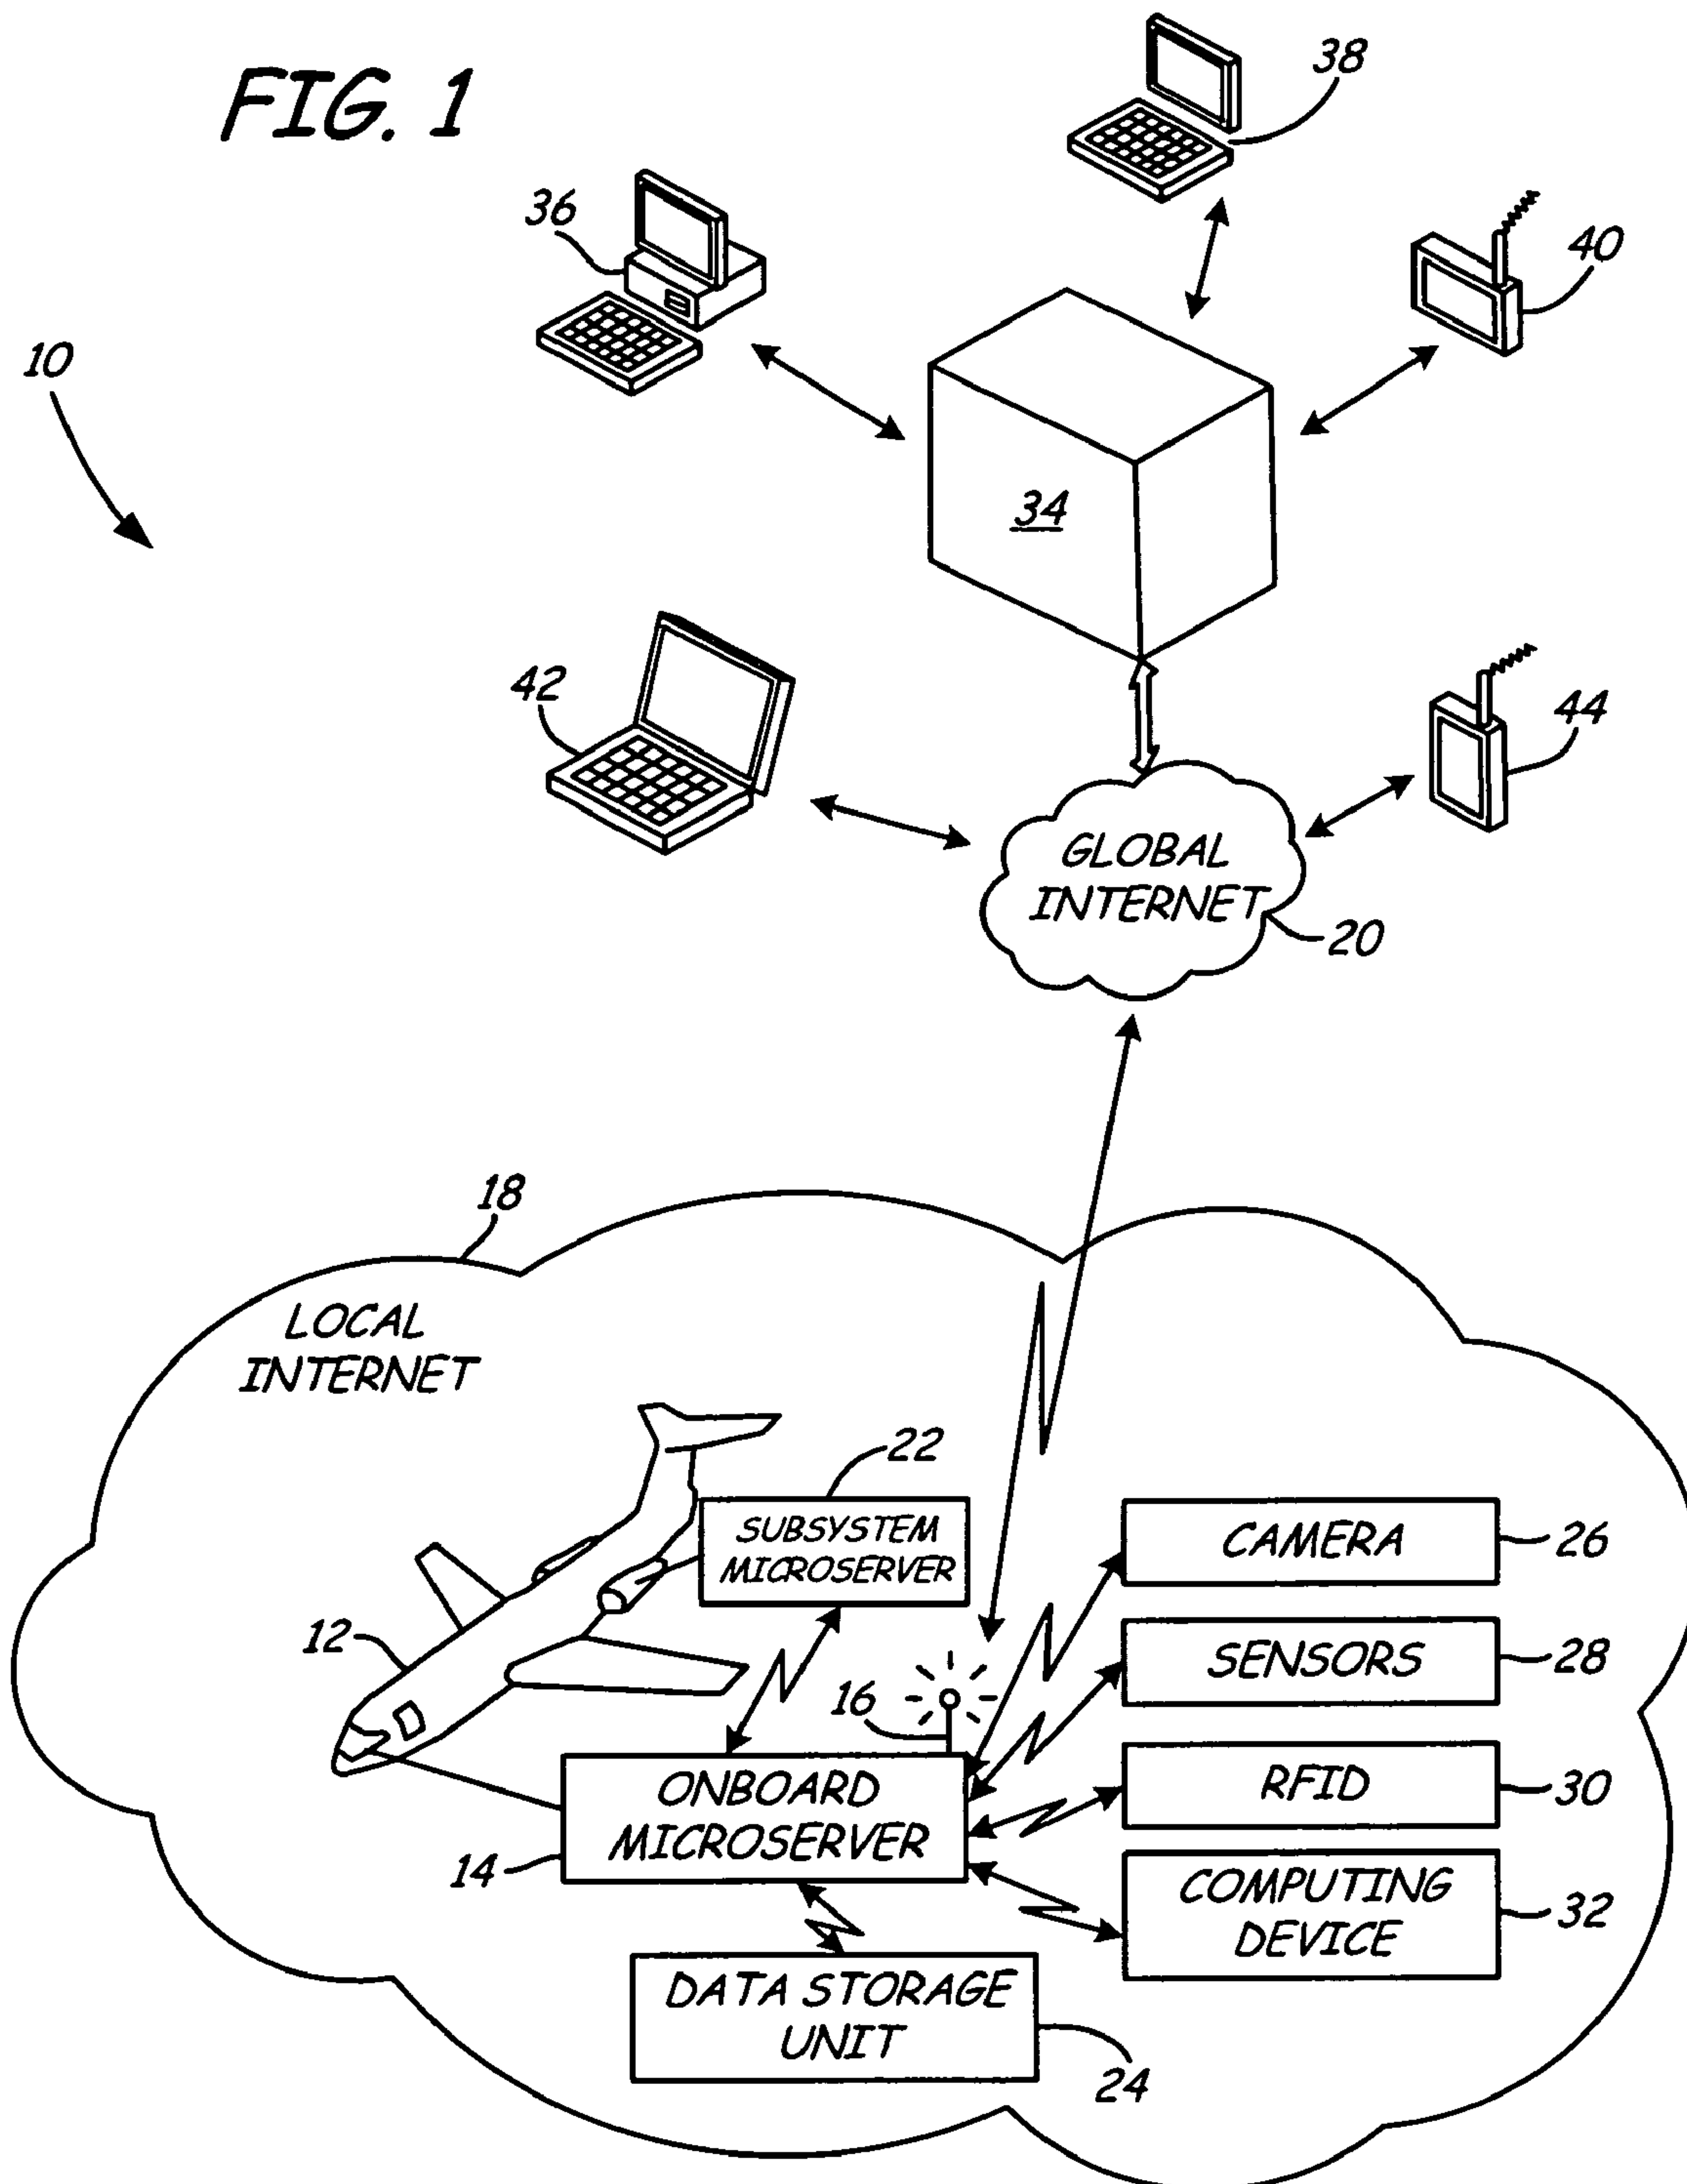 FIG. 1
38
36
40
10
34
42
44
GLOBAL
INTERNET
20
18
LOCAL
INTERNET
22
SUBSYSTEM
MICROSERVER
CAMERA
26
12
SENSORS
28
16
ONBOARD
MICROSERVER
RFID
30
14
COMPUTING
DEVICE
32
DATA STORAGE
UNIT
24